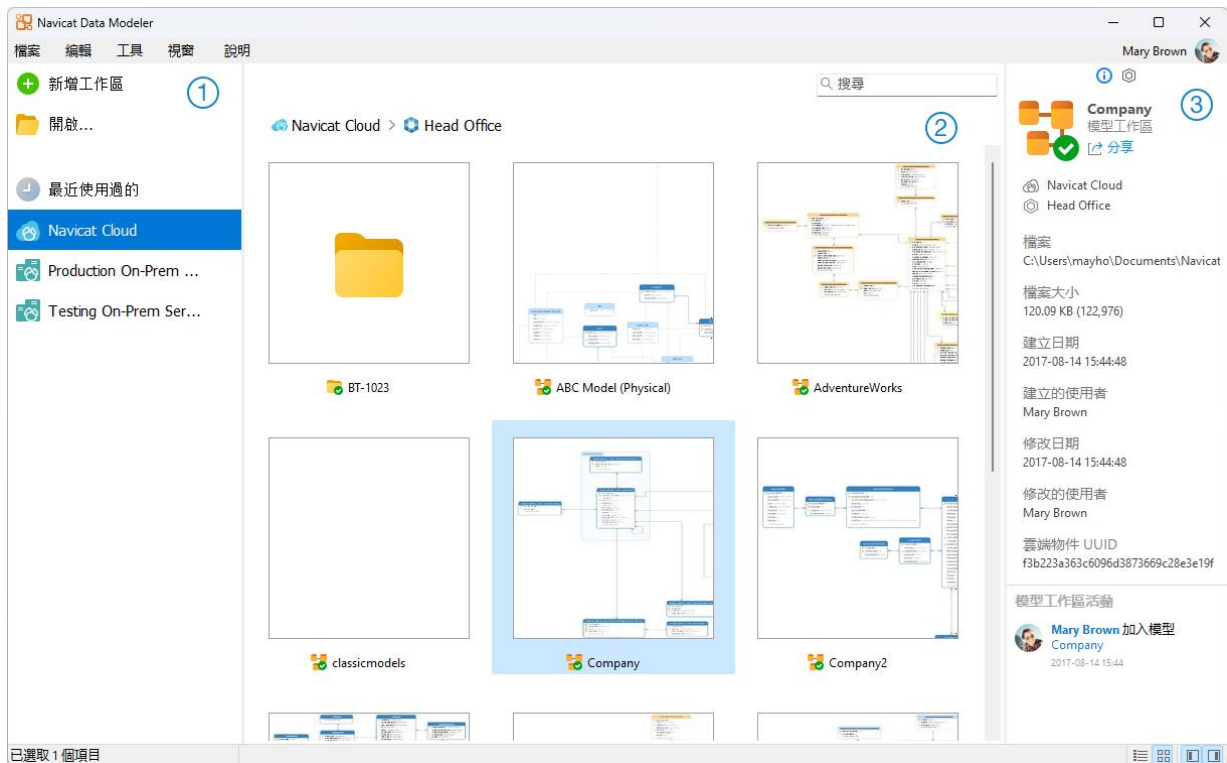 Navicat Data Modeler
檔案 編輯 工具 視窗 說明
Mary Brown
新增工作區
①
開啟...
最近使用過的
Navicat Cloud
Production On-Prem ...
Testing On-Prem Ser...
搜尋
Navicat Cloud > Head Office
②
BT-1023
ABC Model (Physical)
AdventureWorks
classicmodels
Company
Company2
③
Company
模型工作區
分享
Navicat Cloud
Head Office
檔案
C:\Users\mayho\Documents\Navicat
檔案大小
120.09 KB (122,976)
建立日期
2017-08-14 15:44:48
建立的使用者
Mary Brown
修改日期
2017-08-14 15:44:48
修改的使用者
Mary Brown
雲端物件 UUID
f3b223a363c6096d3873669c28e3e19f
模型工作區活動
Mary Brown 加入模型
Company
2017-08-14 15:44
已選取 1 個項目